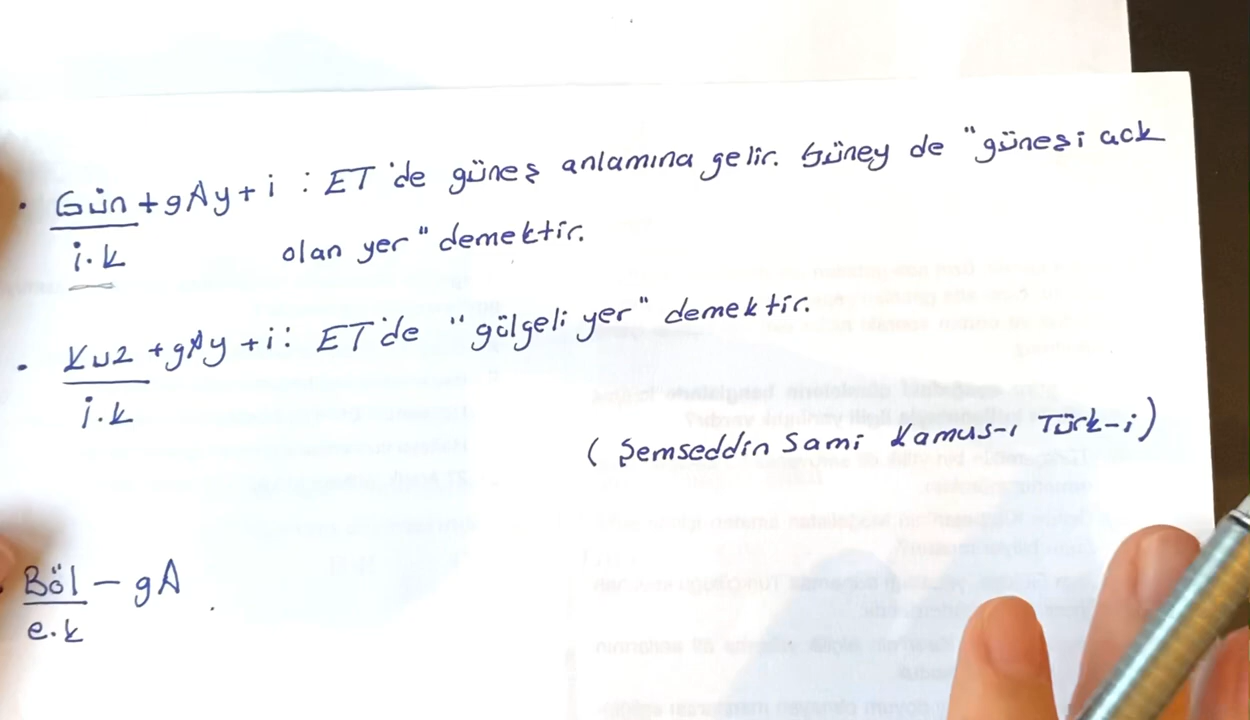 • Gün + gAy + i : ET'de güneş anlamına gelir. Güney de "güneşi ack
i.k olan yer" demektir.
• Kuz + gAy + i: ET'de "gölgeli yer" demektir.
i.k
( Şemseddin Sami Kamus-ı Türk-i )
• Böl - gA
e.k